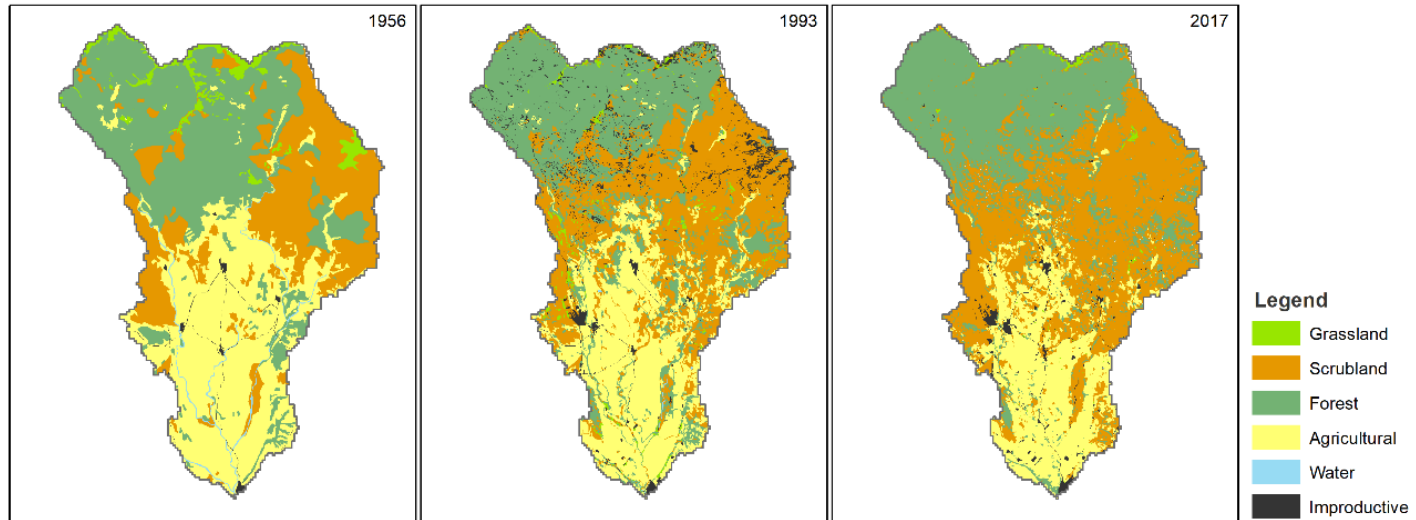 1956
1993
2017
Legend
Grassland
Scrubland
Forest
Agricultural
Water
Improductive